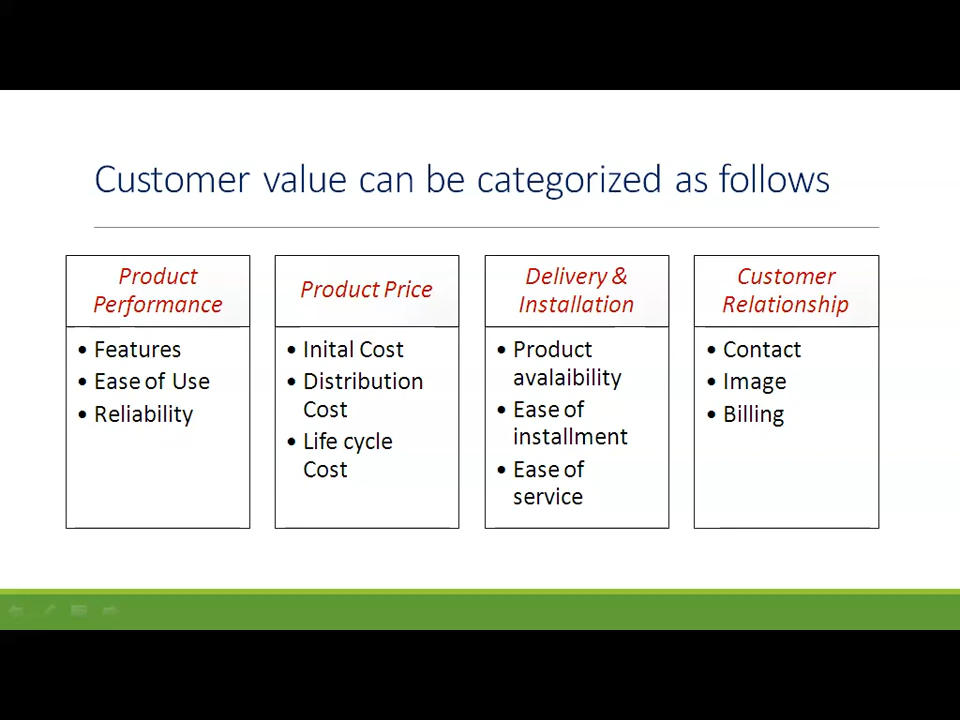 Customer value can be categorized as follows
Product
Performance
• Features
• Ease of Use
• Reliability
Product Price
• Inital Cost
• Distribution
Cost
• Life cycle
Cost
Delivery &
Installation
• Product
avalaibility
• Ease of
installment
• Ease of
service
Customer
Relationship
• Contact
• Image
• Billing